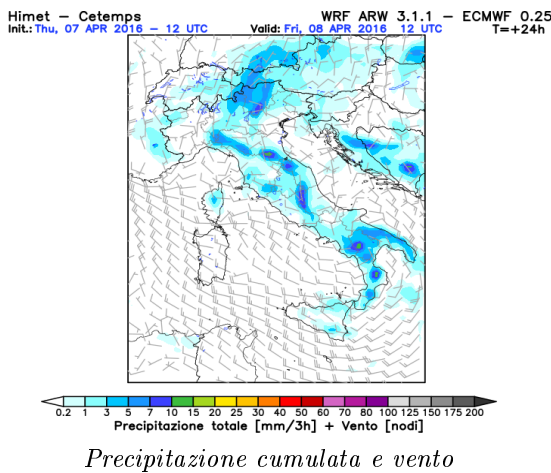 Himet – Cetemps WRF ARW 3.1.1 – ECMWF 0.25
Init.: Thu, 07 APR 2016 – 12 UTC Valid: Fri, 08 APR 2016 12 UTC T=+24h
0.2 1 3 5 7 10 15 20 25 30 40 50 60 70 80 100 125 150 175 200
Precipitazione totale [mm/3h] + Vento [nodi]
Precipitazione cumulata e vento